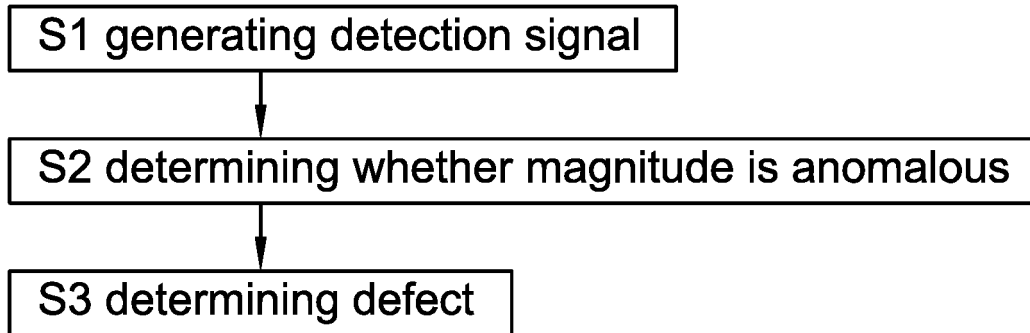 S1 generating detection signal
S2 determining whether magnitude is anomalous
S3 determining defect